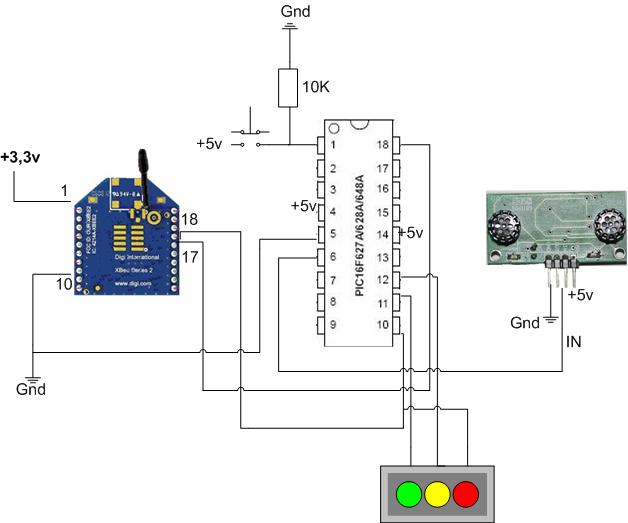 Gnd
10K
+5v
+3,3v
1
18
17
10
Gnd
Digi International
XBee Series 2
www.digi.com
PIC16F627A/628A/648A
1
2
3
4
5
6
7
8
9
18
17
16
15
14
13
12
11
10
+5v
+5v
+5v
Gnd
IN